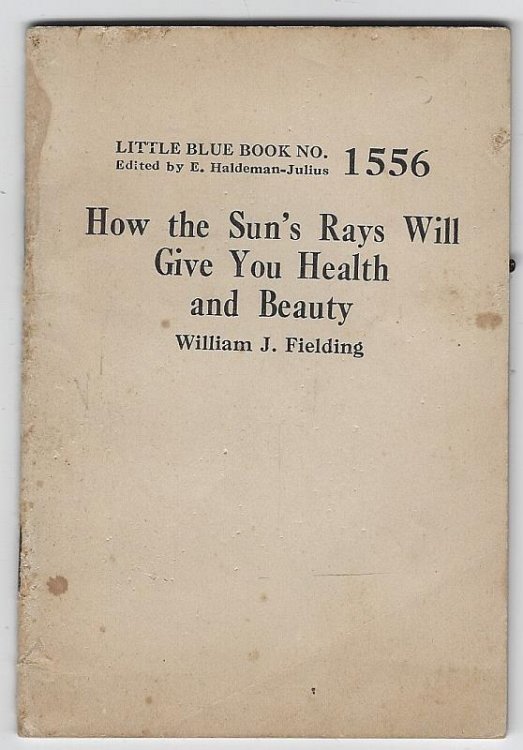 LITTLE BLUE BOOK NO. 1556
Edited by E. Haldeman-Julius
How the Sun's Rays Will
Give You Health
and Beauty
William J. Fielding